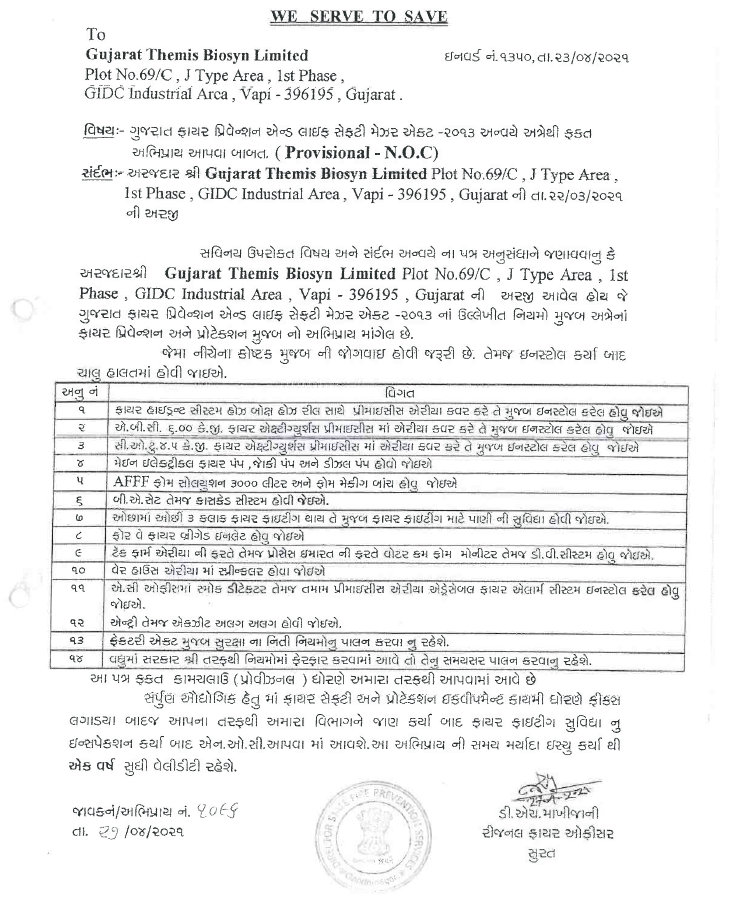 WE SERVE TO SAVE
To
Gujarat Themis Biosyn Limited ઇનવર્ડ નં.૧૩૫૦,તા.૨૩/૦૪/૨૦૨૧
Plot No.69/C , J Type Area , 1st Phase ,
GIDC Industrial Area , Vapi - 396195 , Gujarat .
વિષયઃ- ગુજરાત ફાયર પ્રિવેન્શન એન્ડ લાઇફ સેફ્ટી મેઝર એક્ટ -૨૦૧૩ અન્વયે અત્રેથી ફક્ત
અભિપ્રાય આપવા બાબત. ( Provisional - N.O.C)
સંર્દભઃ- અરજદાર શ્રી Gujarat Themis Biosyn Limited Plot No.69/C , J Type Area ,
1st Phase , GIDC Industrial Area , Vapi - 396195 , Gujarat ની તા.૨૨/૦૩/૨૦૨૧
ની અરજી
સવિનય ઉપરોક્ત વિષય અને સંર્દભ અન્વયે ના પત્ર અનુસંધાને જણાવવાનુ કે
અરજદારશ્રી Gujarat Themis Biosyn Limited Plot No.69/C , J Type Area , 1st
Phase , GIDC Industrial Area , Vapi - 396195 , Gujarat ની અરજી આવેલ હોય જે
ગુજરાત ફાયર પ્રિવેન્શન એન્ડ લાઇફ સેફ્ટી મેઝર એક્ટ -૨૦૧૩ નાં ઉલ્લેખીત નિયમો મુજબ અત્રેનાં
ફાયર પ્રિવેન્શન અને પ્રોટેક્શન મુજબ નો અભિપ્રાય માંગેલ છે.
જેમા નીચેના કોષ્ટક મુજબ ની જોગવાઇ હોવી જરૂરી છે. તેમજ ઇનસ્ટોલ કર્યા બાદ
ચાલુ હાલતમાં હોવી જાઇએ.
અનુ નં વિગત
૧ ફાયર હાઇડ્રન્ટ સીસ્ટમ હોઝ બોક્ષ હોઝ રીલ સાથે પ્રીમાઇસીસ એરીયા કવર કરે તે મુજબ ઇનસ્ટોલ કરેલ હોવુ જોઇએ
૨ એ.બી.સી. ૬.૦૦ કે.જી. ફાયર એક્ષ્ટીંગ્યુર્શસ પ્રીમાઇસીસ માં એરીયા કવર કરે તે મુજબ ઇનસ્ટોલ કરેલ હોવુ જોઇએ
૩ સી.ઓ.ટુ.૪.૫ કે.જી. ફાયર એક્ષ્ટીંગ્યુર્શસ પ્રીમાઇસીસ માં એરીયા કવર કરે તે મુજબ ઇનસ્ટોલ કરેલ હોવુ જોઇએ
૪ મેઇન ઇલેક્ટ્રીકલ ફાયર પંપ ,જોકી પંપ અને ડીઝલ પંપ હોવો જોઇએ
૫ AFFF ફોમ સોલ્યુશન ૩૦૦૦ લીટર અને ફોમ મેકીંગ બ્રાંચ હોવુ જોઇએ
૬ બી.એ.સેટ તેમજ કાસકેડ સીસ્ટમ હોવી જોઇએ.
૭ ઓછામાં ઓછી ૩ કલાક ફાયર ફાઇટીંગ થાય તે મુજબ ફાયર ફાઇટીંગ માટે પાણી ની સુવિધા હોવી જોઇએ.
૮ ફોર વે ફાયર બ્રીગેડ ઇનલેટ હોવુ જોઇએ
૯ ટેંક ફાર્મ એરીયા ની ફરતે તેમજ પ્રોસેસ ઇમારત ની ફરતે વોટર કમ ફોમ મોનીટર તેમજ ડી.વી.સીસ્ટમ હોવુ જોઇએ.
૧૦ વેર હાઉસ એરીયા માં સ્પ્રીન્કલર હોવા જોઇએ
૧૧ એ.સી ઓફીસમાં સ્મોક ડીટેક્ટર તેમજ તમામ પ્રીમાઇસીસ એરીયા એડ્રેસેબલ ફાયર એલાર્મ સીસ્ટમ ઇનસ્ટોલ કરેલ હોવુ
જોઇએ.
૧૨ એન્ટ્રી તેમજ એકઝીટ અલગ અલગ હોવી જોઇએ.
૧૩ ફેક્ટરી એક્ટ મુજબ સુરક્ષા ના નિતી નિયમોનુ પાલન કરવા નુ રહેશે.
૧૪ વધુમાં સરકાર શ્રી તરફથી નિયમોમાં ફેરફાર કરવામાં આવે તો તેનુ સમયસર પાલન કરવાનુ રહેશે.
આ પત્ર ફક્ત કામચલાઉ (પ્રોવીઝનલ ) ધોરણે અમારા તરફથી આપવામાં આવે છે
સંર્પુણ ઔધોગિક હેતુ માં ફાયર સેફ્ટી અને પ્રોટેક્શન ઇક્વીપમેન્ટ કાયમી ધોરણે ફીક્સ
લગાડયા બાદજ આપના તરફથી અમારા વિભાગને જાણ કર્યા બાદ ફાયર ફાઇટીંગ સુવિધા નુ
ઇન્સપેક્શન કર્યા બાદ એન.ઓ.સી.આપવા માં આવશે.આ અભિપ્રાય ની સમય મર્યાદા ઇસ્યુ કર્યા થી
એક વર્ષ સુધી વેલીડીટી રહેશે.
જાવકનં/અભિપ્રાય નં.
તા. ૨૭ /૦૪/૨૦૨૧
ડી.એચ.માખીજાની
રીજનલ ફાયર ઓફીસર
સુરત